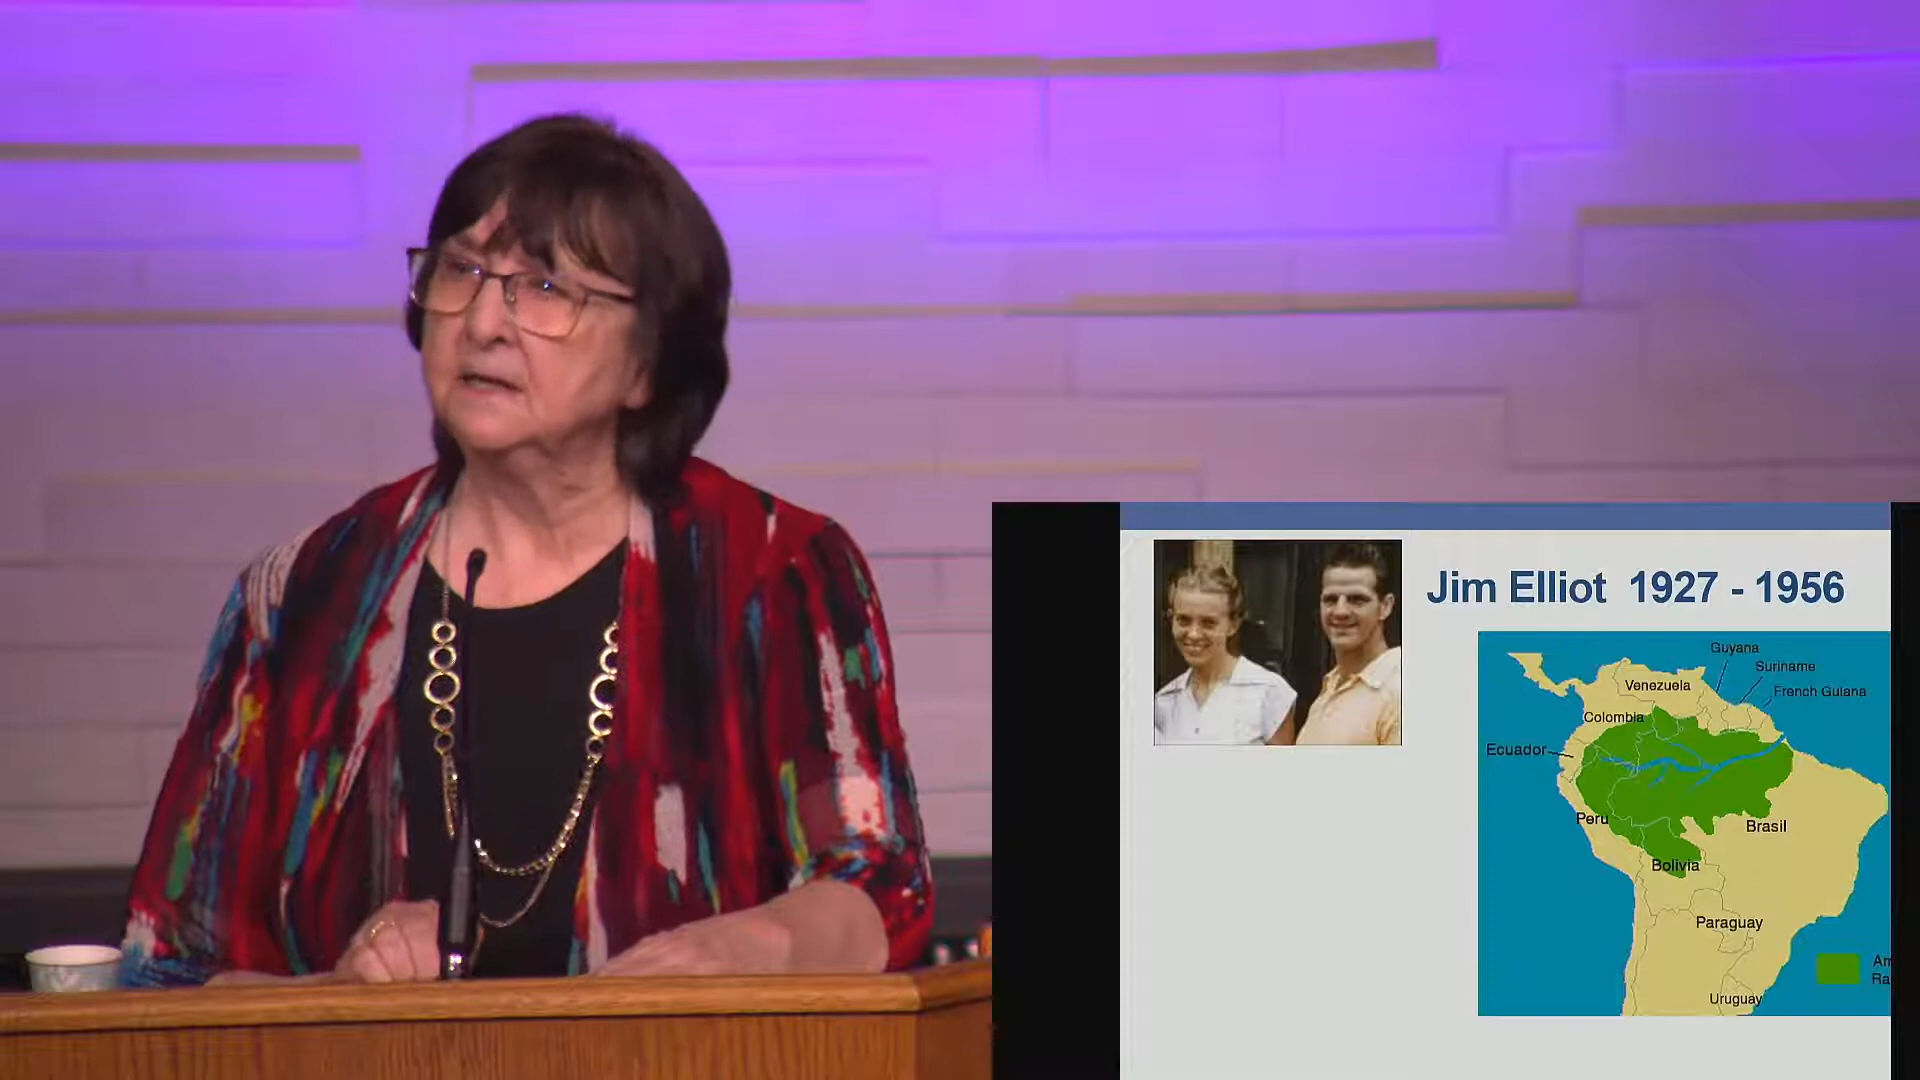 Jim Elliot 1927 - 1956
Guyana
Suriname
French Guiana
Venezuela
Colombia
Ecuador
Peru
Brasil
Bolivia
Paraguay
Uruguay